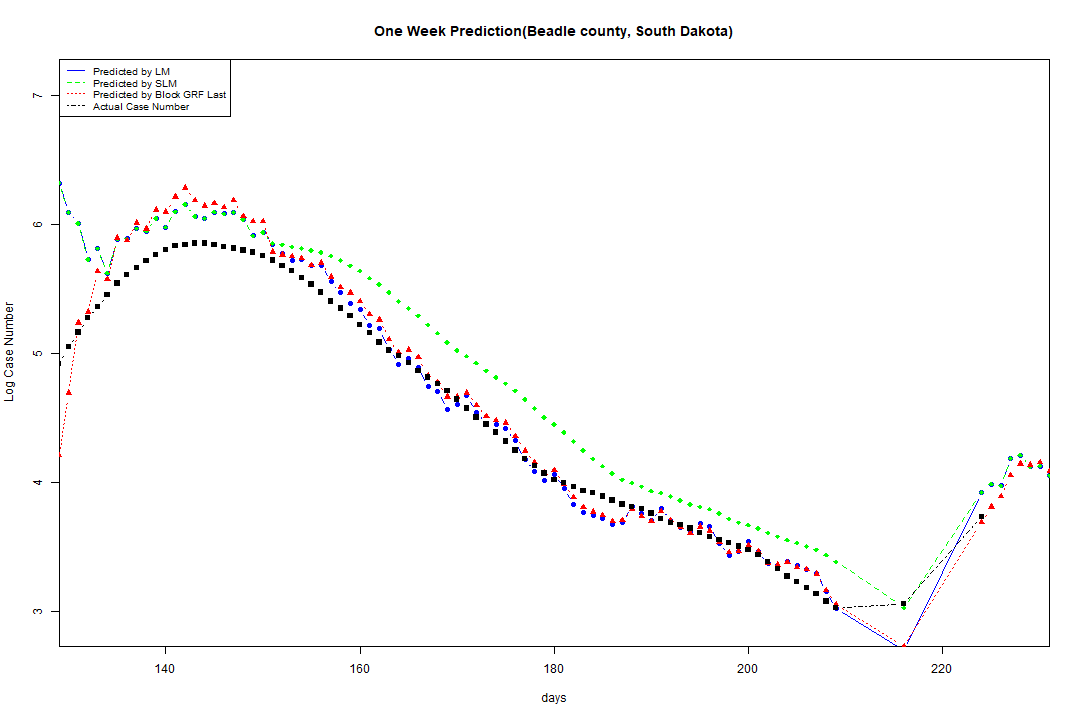 One Week Prediction(Beadle county, South Dakota)
Predicted by LM
Predicted by SLM
Predicted by Block GRF Last
Actual Case Number
7
6
5
4
3
Log Case Number
140 160 180 200 220
days